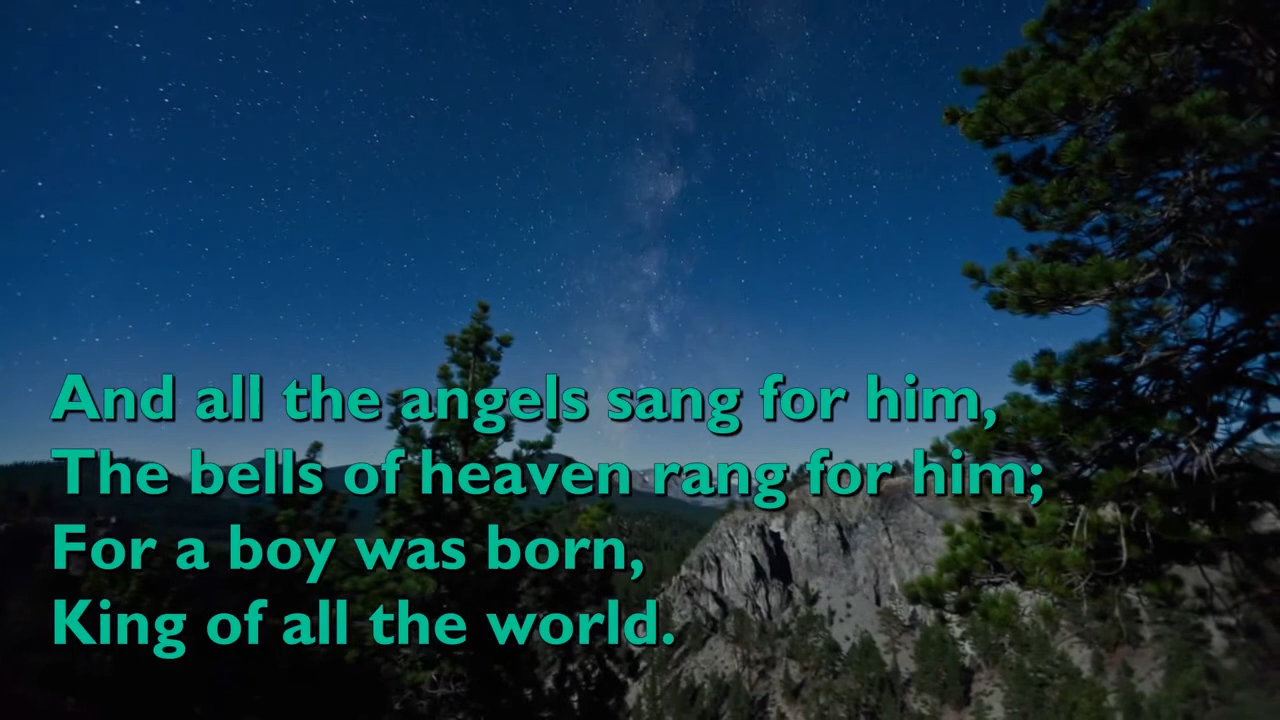 And all the angels sang for him,
The bells of heaven rang for him;
For a boy was born,
King of all the world.